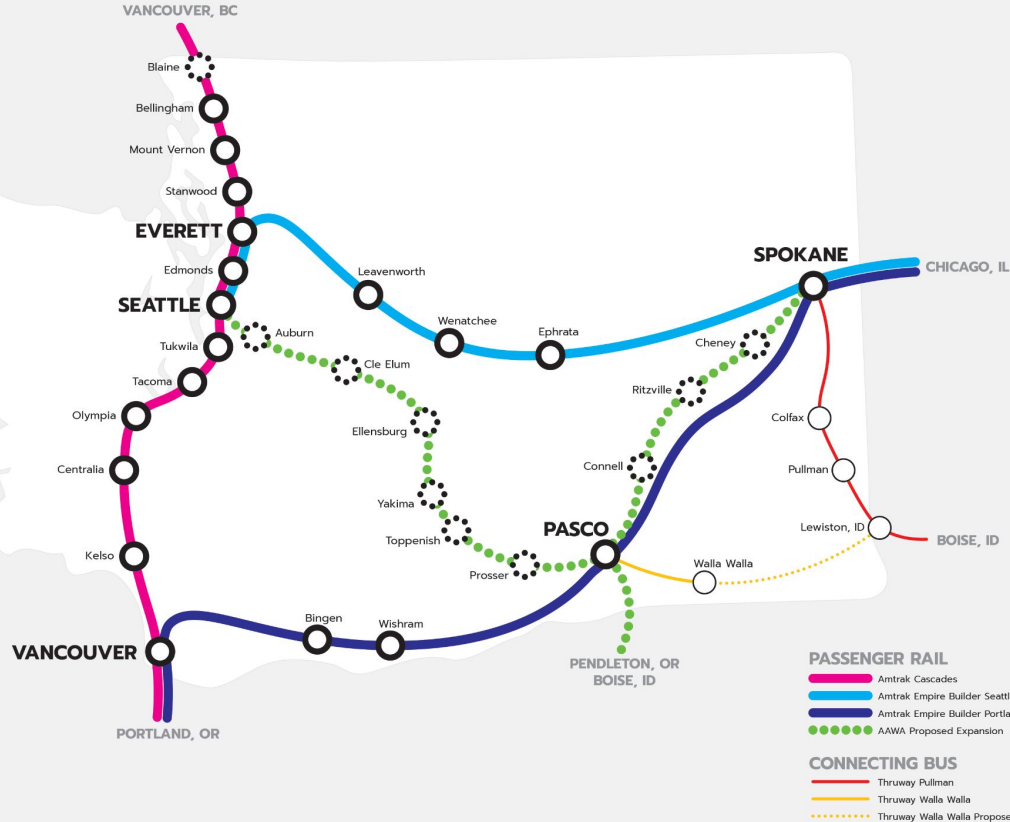 VANCOUVER, BC
Blaine
Bellingham
Mount Vernon
Stanwood
EVERETT
Edmonds
SEATTLE
Tukwila
Tacoma
Olympia
Centralia
Kelso
VANCOUVER
PORTLAND, OR
Leavenworth
Wenatchee
Ephrata
SPOKANE
CHICAGO, IL
Auburn
Cle Elum
Ellensburg
Yakima
Toppenish
Prosser
PASCO
Connell
Ritzville
Cheney
Colfax
Pullman
Lewiston, ID
BOISE, ID
Walla Walla
Bingen
Wishram
PENDLETON, OR
BOISE, ID
PASSENGER RAIL
Amtrak Cascades
Amtrak Empire Builder Seattl
Amtrak Empire Builder Portla
AAWA Proposed Expansion
CONNECTING BUS
Thruway Pullman
Thruway Walla Walla
Thruway Walla Walla Propose